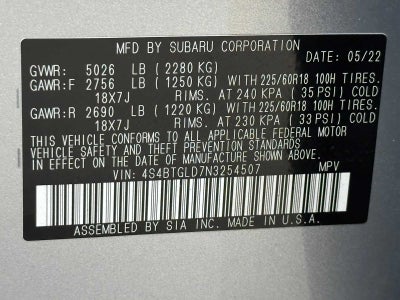 MFD BY SUBARU CORPORATION
DATE: 05/22
GVWR: 5026 LB (2280 KG)
GAWR:F 2756 LB (1250 KG) WITH 225/60R18 100H TIRES.
18X7J RIMS. AT 240 KPA ( 35 PSI) COLD
GAWR:R 2690 LB (1220 KG) WITH 225/60R18 100H TIRES.
18X7J RIMS. AT 230 KPA ( 33 PSI) COLD
THIS VEHICLE CONFORMS TO ALL APPLICABLE FEDERAL MOTOR
VEHICLE SAFETY AND THEFT PREVENTION STANDARDS
IN EFFECT ON THE DATE OF MANUFACTURE SHOWN ABOVE.
VIN: 4S4BTGLD7N3254507 MPV
ASSEMBLED BY SIA INC. MADE IN U.S.A.